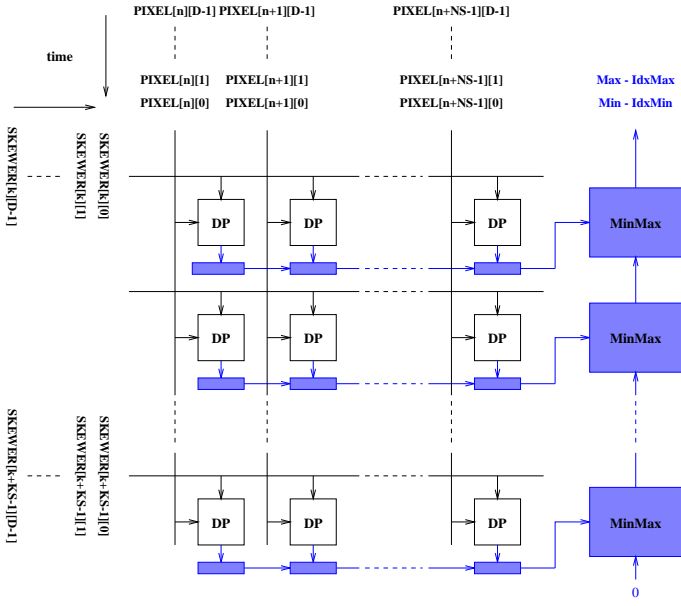 PIXEL[n][D-1] PIXEL[n+1][D-1] PIXEL[n+NS-1][D-1]
time
PIXEL[n][1] PIXEL[n+1][1] PIXEL[n+NS-1][1] Max - IdxMax
PIXEL[n][0] PIXEL[n+1][0] PIXEL[n+NS-1][0] Min - IdxMin
SKEWER[k][D-1] SKEWER[k][1] SKEWER[k][0]
DP DP DP MinMax
DP DP DP MinMax
SKEWER[k+KS-1][D-1] SKEWER[k+KS-1][1] SKEWER[k+KS-1][0]
DP DP DP MinMax
0